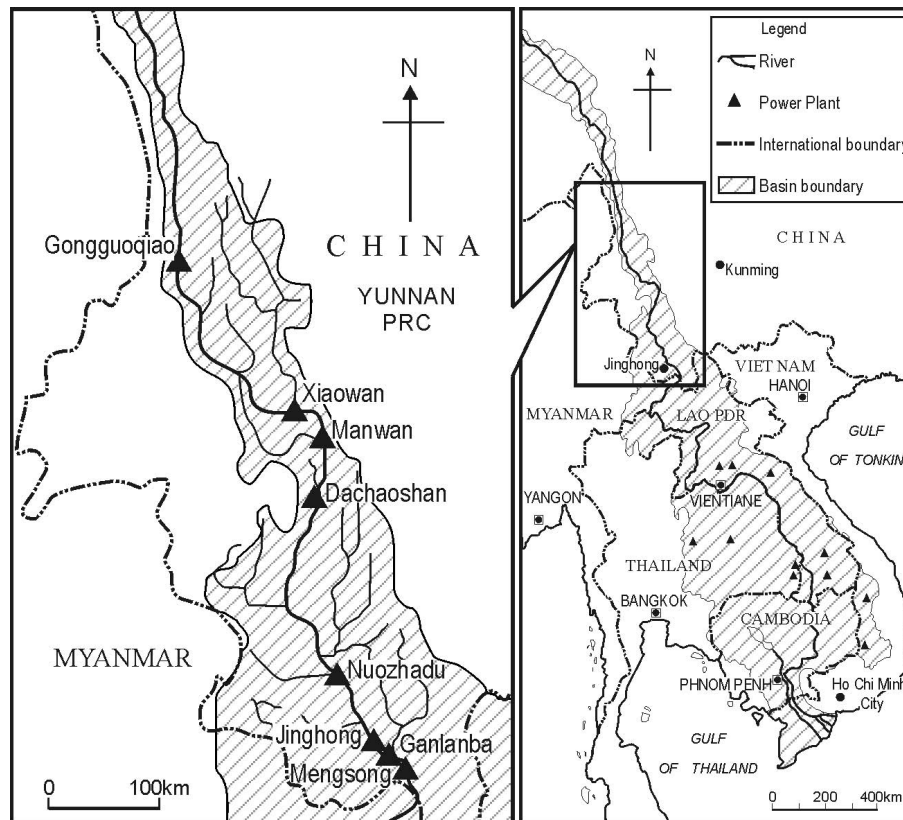 N
Gongguoqiao
CHINA
YUNNAN
PRC
Xiaowan
Manwan
Dachaoshan
MYANMAR
Nuozhadu
Jinghong
Ganlanba
Mengsong
0 100km
Legend
River
Power Plant
International boundary
Basin boundary
N
CHINA
Kunming
Jinghong
VIET NAM
HANOI
MYANMAR
LAO PDR
GULF
OF TONKIN
YANGON
VIENTIANE
THAILAND
BANGKOK
CAMBODIA
PHNOM PENH
Ho Chi Minh
City
GULF
OF THAILAND
0 200 400km